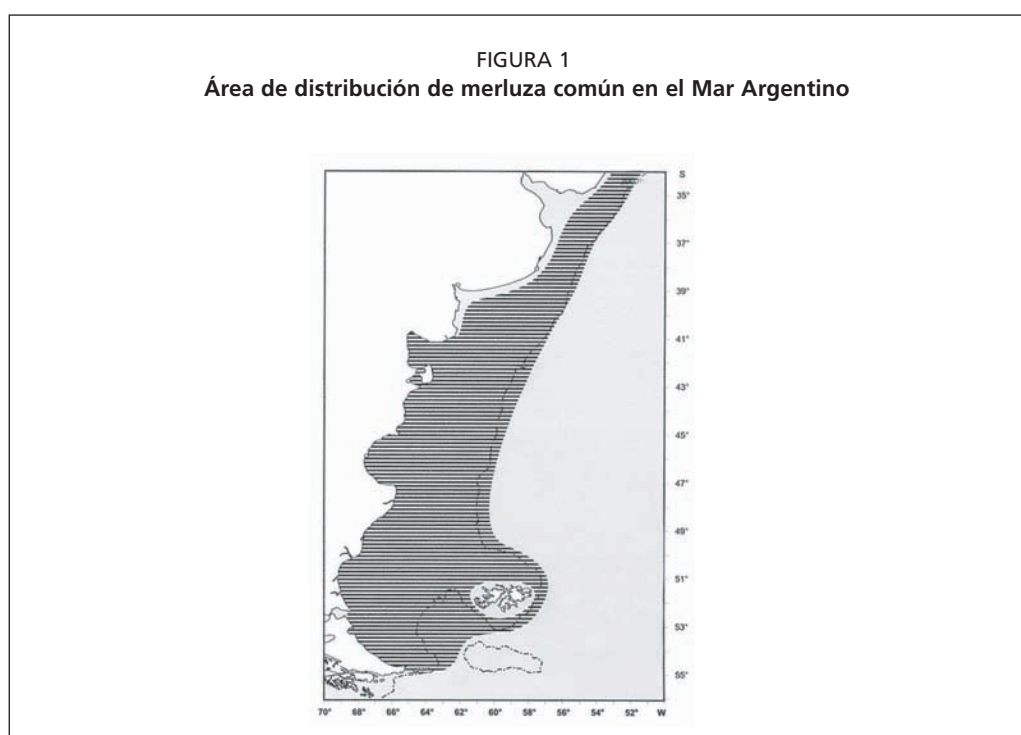 FIGURA 1
Área de distribución de merluza común en el Mar Argentino
S
35°
37°
39°
41°
43°
45°
47°
49°
51°
53°
55°
70° 68° 66° 64° 62° 60° 58° 56° 54° 52° W